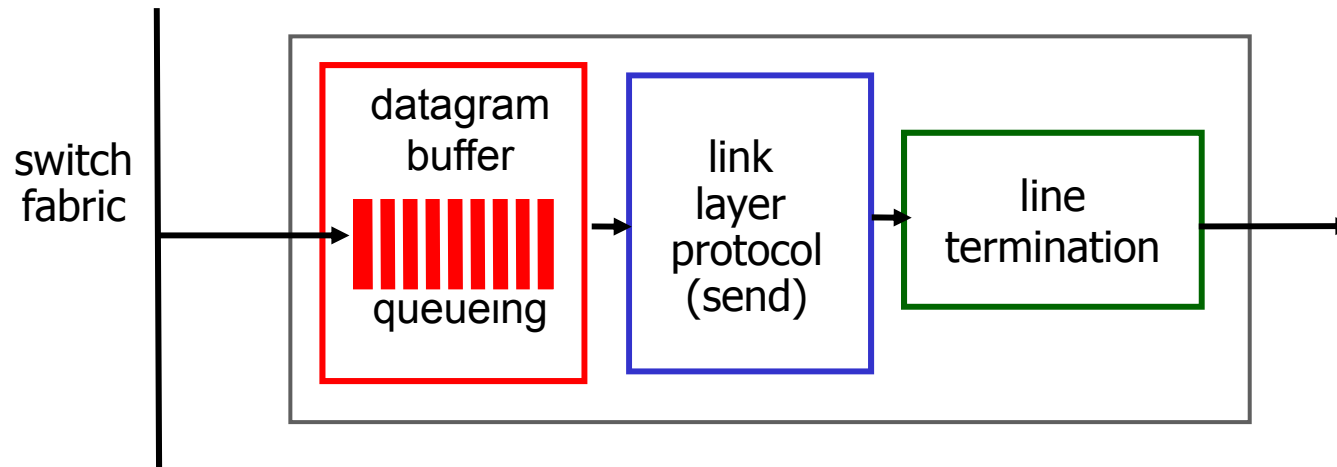 switch
fabric
datagram
buffer
queueing
link
layer
protocol
(send)
line
termination